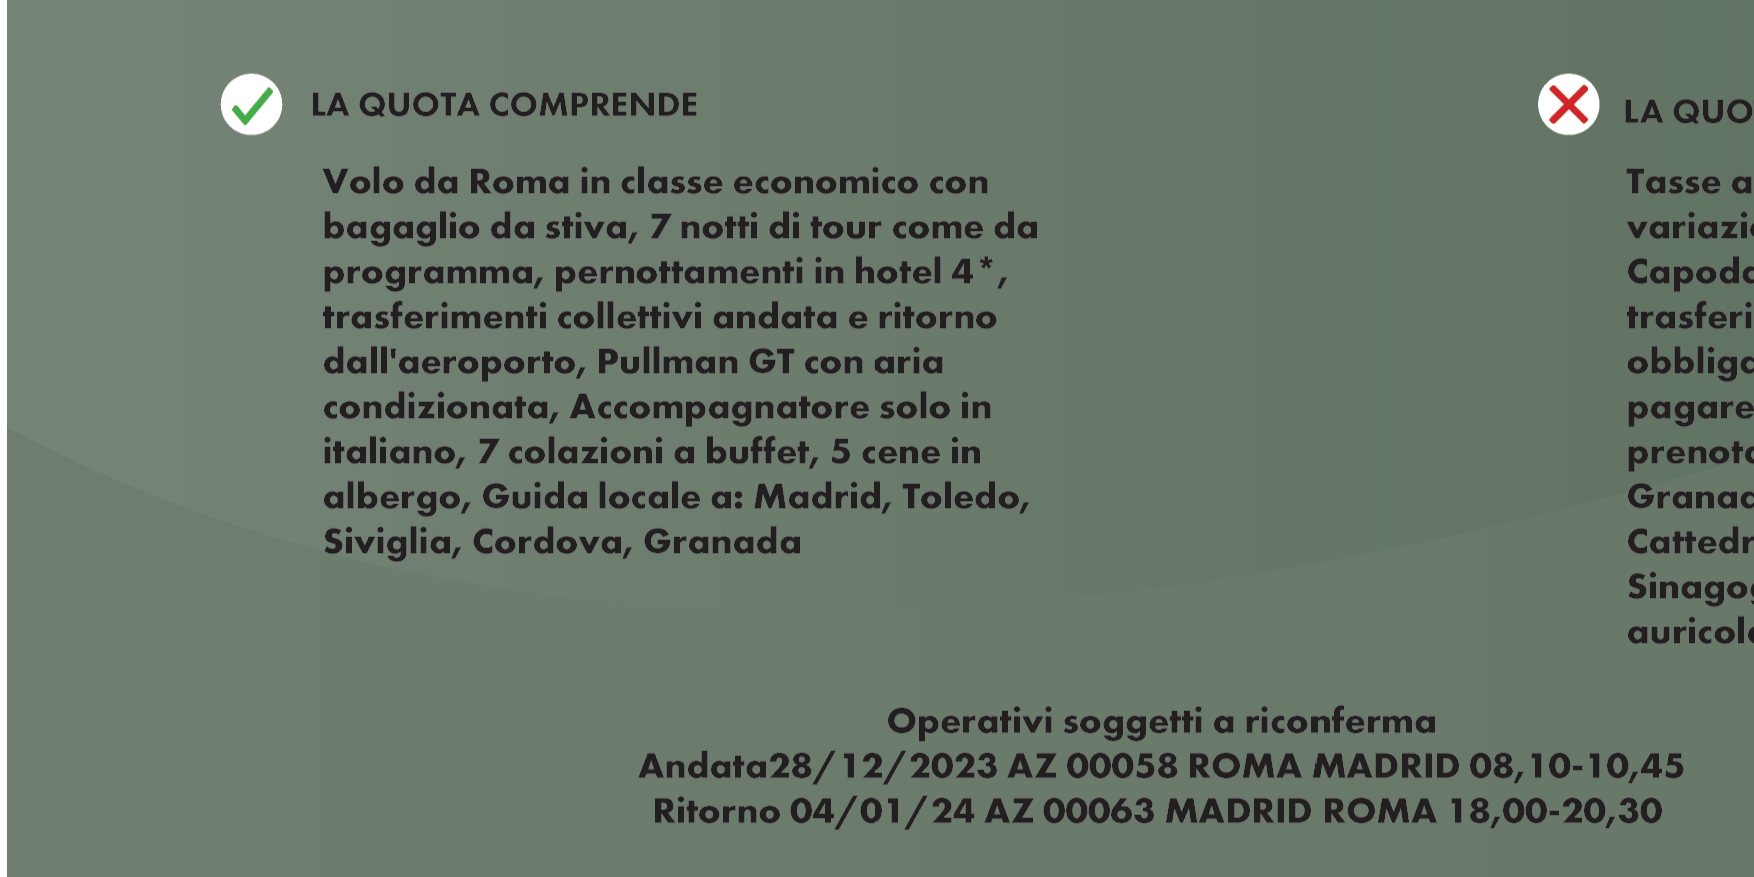 LA QUOTA COMPRENDE
Volo da Roma in classe economico con
bagaglio da stiva, 7 notti di tour come da
programma, pernottamenti in hotel 4*,
trasferimenti collettivi andata e ritorno
dall'aeroporto, Pullman GT con aria
condizionata, Accompagnatore solo in
italiano, 7 colazioni a buffet, 5 cene in
albergo, Guida locale a: Madrid, Toledo,
Siviglia, Cordova, Granada
LA
Tasse
pagare
Operativi soggetti a riconferma
Andata28/12/2023 AZ 00058 ROMA MADRID 08,10-10,45
Ritorno 04/01/24 AZ 00063 MADRID ROMA 18,00-20,30